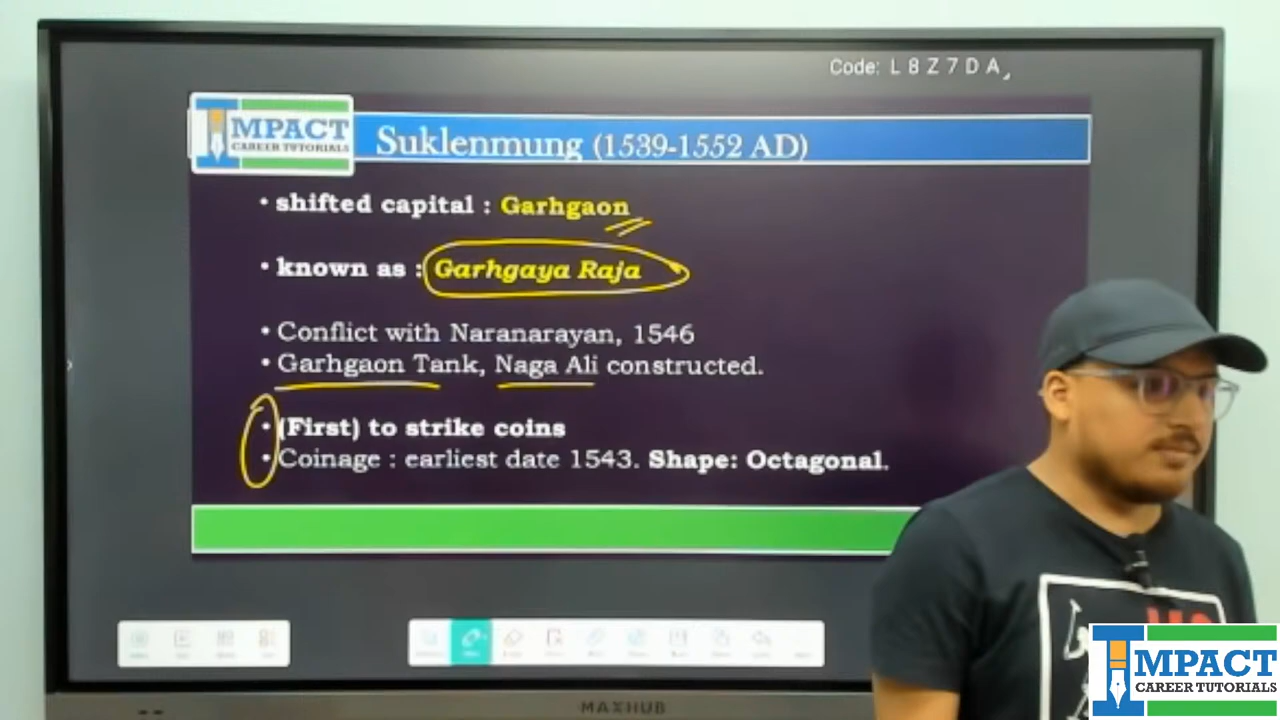 Code: L8Z7DA
IMPACT
CAREER TUTORIALS
Suklenmung (1539-1552 AD)
• shifted capital : Garhgaon
• known as : Garhgaya Raja
• Conflict with Naranarayan, 1546
• Garhgaon Tank, Naga Ali constructed.
• (First) to strike coins
• Coinage : earliest date 1543. Shape: Octagonal.
MAXHUB
IMPACT
CAREER TUTORIALS